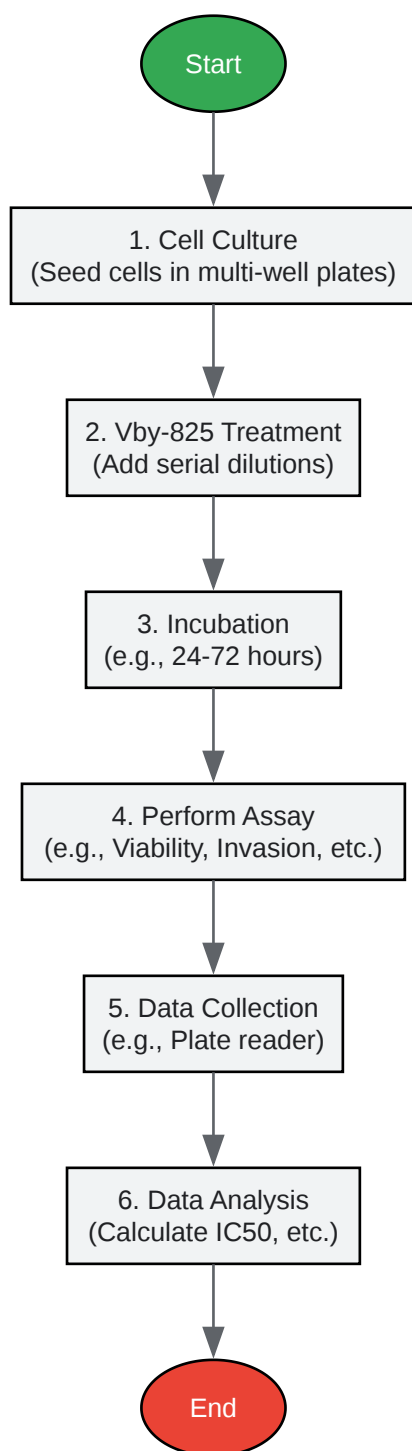 Start
1. Cell Culture
(Seed cells in multi-well plates)
2. Vby-825 Treatment
(Add serial dilutions)
3. Incubation
(e.g., 24-72 hours)
4. Perform Assay
(e.g., Viability, Invasion, etc.)
5. Data Collection
(e.g., Plate reader)
6. Data Analysis
(Calculate IC50, etc.)
End